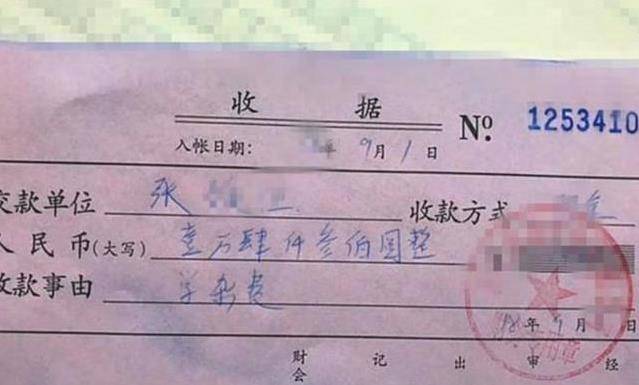 收 据
No. 1253410
入帐日期: 年 9月1日
交款单位 张 收款方式
人民币(大写) 壹万肆仟叁佰圆整
收款事由 学杂费
年9月 日
财会 记 出 审 经